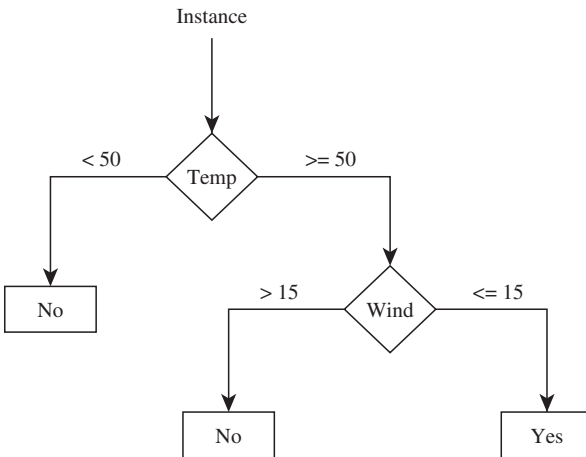 Instance
< 50
>= 50
Temp
> 15
<= 15
No
Wind
No
Yes